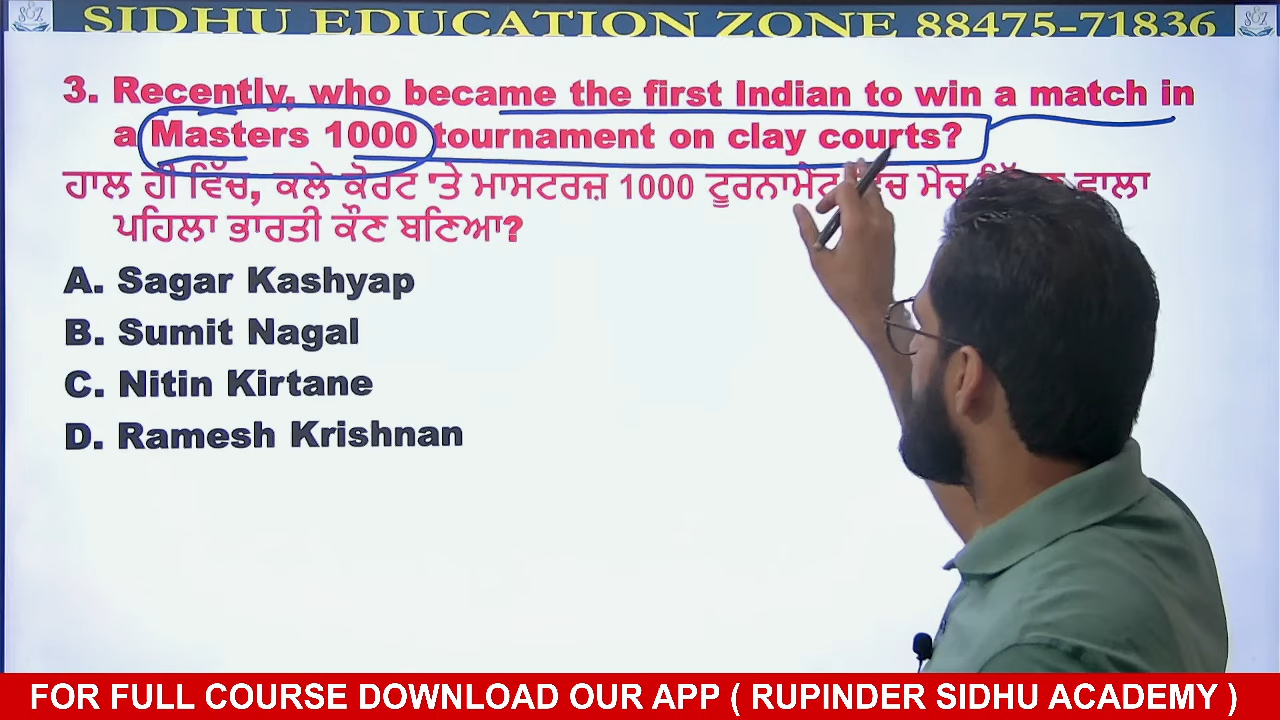 SIDHU EDUCATION ZONE 88475-71836
3. Recently, who became the first Indian to win a match in
a Masters 1000 tournament on clay courts?
ਹਾਲ ਹੀ ਵਿੱਚ, ਕਲੇ ਕੋਰਟ 'ਤੇ ਮਾਸਟਰਜ਼ 1000 ਟੂਰਨਾਮੈਂਟ ਵਿੱਚ ਮੈਚ ਵਾਲਾ
ਪਹਿਲਾ ਭਾਰਤੀ ਕੌਣ ਬਣਿਆ?
A. Sagar Kashyap
B. Sumit Nagal
C. Nitin Kirtane
D. Ramesh Krishnan
FOR FULL COURSE DOWNLOAD OUR APP ( RUPINDER SIDHU ACADEMY )